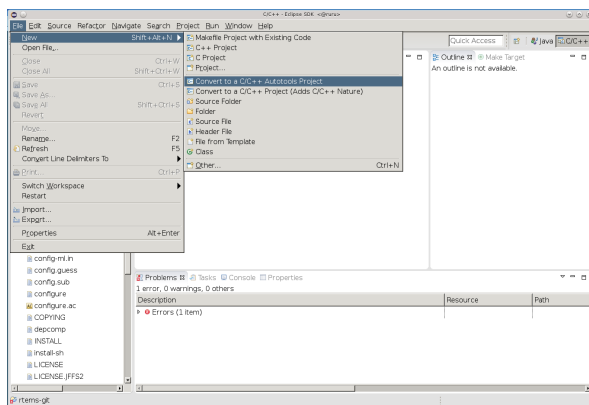 C/C++ - Eclipse SDK <@ruru>
File Edit Source Refactor Navigate Search Project Run Window Help
New Shift+Alt+N
Open File...
Close Ctrl+W
Close All Shift+Ctrl+W
Save Ctrl+S
Save As...
Save All Shift+Ctrl+S
Revert
Move...
Rename... F2
Refresh F5
Convert Line Delimiters To
Print... Ctrl+P
Switch Workspace
Restart
Import...
Export...
Properties Alt+Enter
Exit
Makefile Project with Existing Code
C++ Project
C Project
Project...
Convert to a C/C++ Autotools Project
Convert to a C/C++ Project (Adds C/C++ Nature)
Source Folder
Folder
Source File
Header File
File from Template
Class
Other... Ctrl+N
Quick Access
Java
C/C++
Outline
Make Target
An outline is not available.
config-ml.in
config.guess
config.sub
configure
configure.ac
COPYING
depcomp
INSTALL
install-sh
LICENSE
LICENSE.JFFS2
Problems Tasks Console Properties
1 error, 0 warnings, 0 others
Description Resource Path
Errors (1 item)
rtems-git